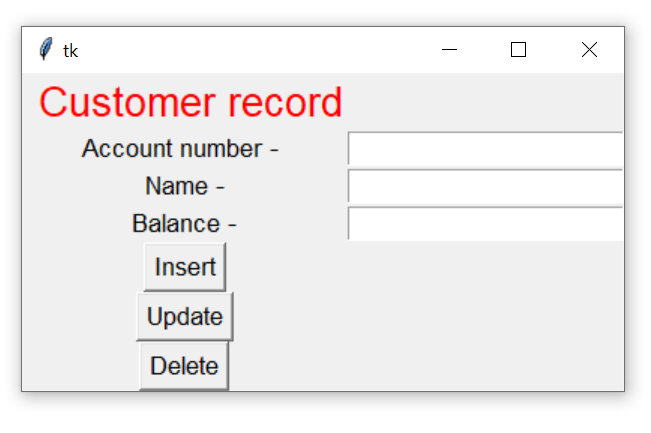 tk
Customer record
Account number -
Name -
Balance -
Insert
Update
Delete